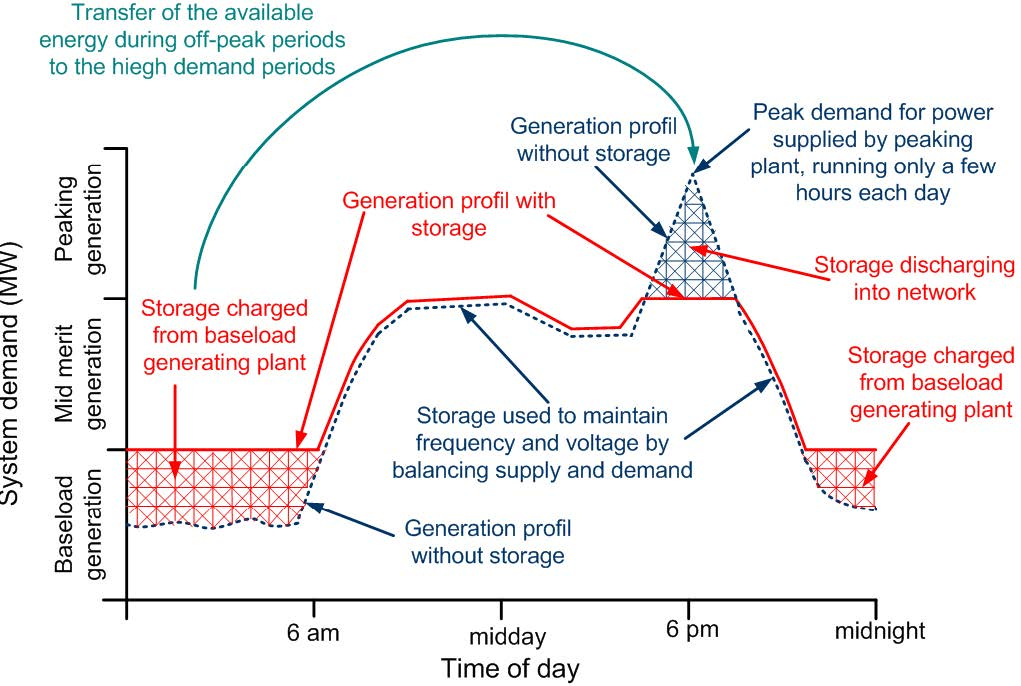 Transfer of the available
energy during off-peak periods
to the hiegh demand periods
Generation profil
without storage
Peak demand for power
supplied by peaking
plant, running only a few
hours each day
Generation profil with
storage
Storage discharging
into network
Storage charged
from baseload
generating plant
Storage charged
from baseload
generating plant
Storage used to maintain
frequency and voltage by
balancing supply and demand
Generation profil
without storage
System demand (MW)
Peaking
generation
Mid merit
generation
Baseload
generation
6 am
midday
6 pm
midnight
Time of day